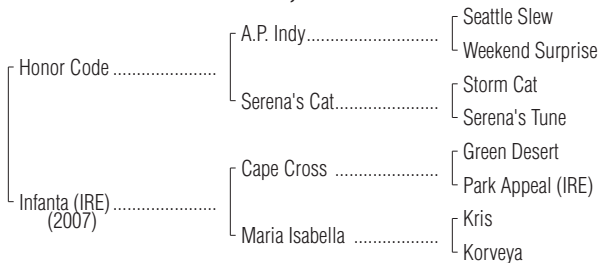 Seattle Slew
A.P. Indy
Weekend Surprise
Honor Code
Storm Cat
Serena's Cat
Serena's Tune
Green Desert
Cape Cross
Park Appeal (IRE)
Infanta (IRE)
(2007)
Kris
Maria Isabella
Korveya